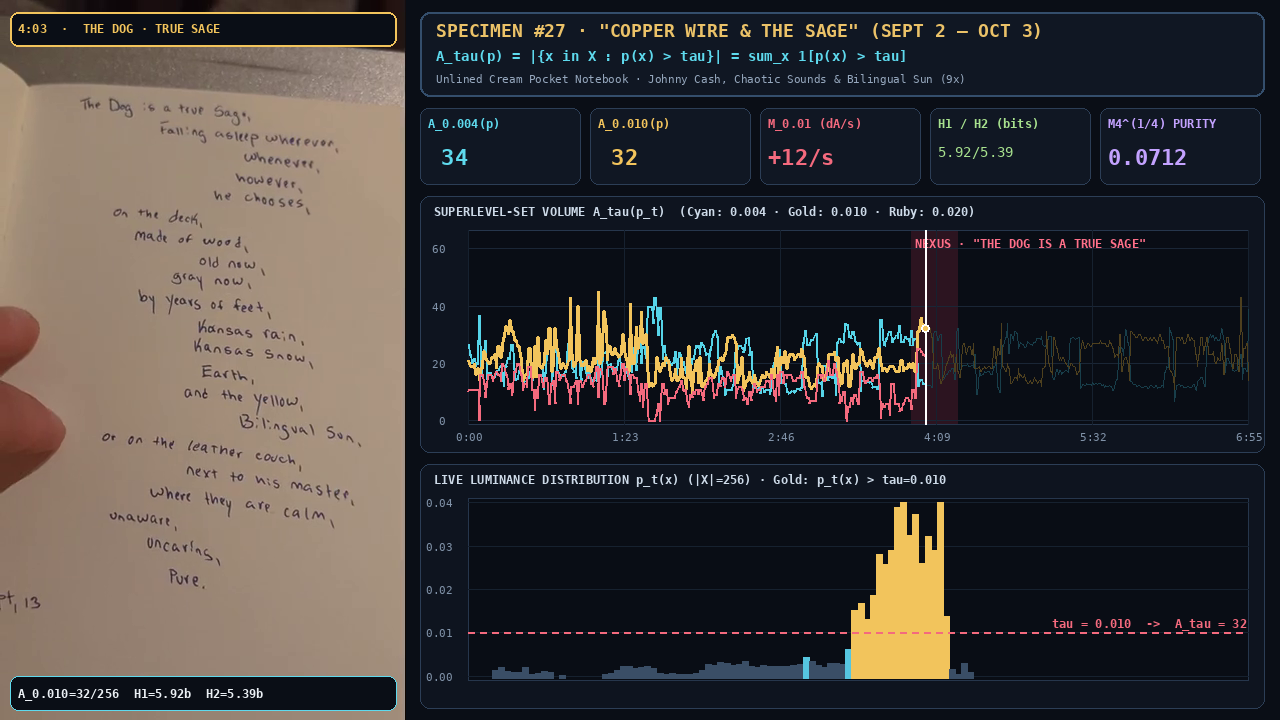 4:03 · THE DOG · TRUE SAGE
The Dog is a true Sage,
Falling asleep wherever,
whenever,
however,
he chooses,
on the deck,
made of wood,
old now,
gray now,
by years of feet,
Kansas rain,
Kansas snow,
Earth,
and the yellow,
Bilingual Sun,
or on the leather couch,
next to his master,
where they are calm,
unaware,
uncaring,
Pure.
pt, 13
A_0.010=32/256 H1=5.92b H2=5.39b
SPECIMEN #27 · "COPPER WIRE & THE SAGE" (SEPT 2 — OCT 3)
A_tau(p) = |{x in X : p(x) > tau}| = sum_x 1[p(x) > tau]
Unlined Cream Pocket Notebook · Johnny Cash, Chaotic Sounds & Bilingual Sun (9x)
A_0.004(p)
34
A_0.010(p)
32
M_0.01 (dA/s)
+12/s
H1 / H2 (bits)
5.92/5.39
M4^(1/4) PURITY
0.0712
SUPERLEVEL-SET VOLUME A_tau(p_t) (Cyan: 0.004 · Gold: 0.010 · Ruby: 0.020)
NEXUS · "THE DOG IS A TRUE SAGE"
60
40
20
0
0:00 1:23 2:46 4:09 5:32 6:55
LIVE LUMINANCE DISTRIBUTION p_t(x) (|X|=256) · Gold: p_t(x) > tau=0.010
0.04
0.03
0.02
0.01
0.00
tau = 0.010 -> A_tau = 32